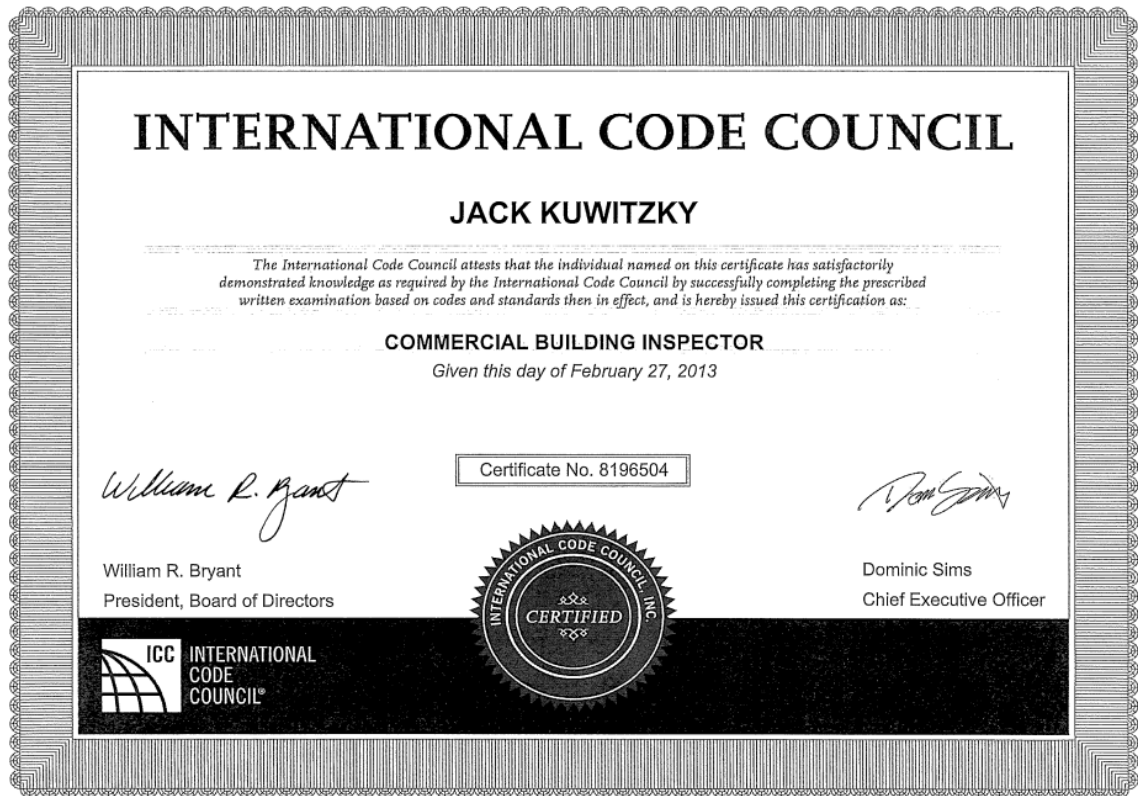 INTERNATIONAL CODE COUNCIL
JACK KUWITZKY
The International Code Council attests that the individual named on this certificate has satisfactorily
demonstrated knowledge as required by the International Code Council by successfully completing the prescribed
written examination based on codes and standards then in effect, and is hereby issued this certification as:
COMMERCIAL BUILDING INSPECTOR
Given this day of February 27, 2013
Certificate No. 8196504
William R. Bryant
William R. Bryant
President, Board of Directors
Dom Sims
Dominic Sims
Chief Executive Officer
INTERNATIONAL CODE COUNCIL, INC.
CERTIFIED
ICC INTERNATIONAL
CODE
COUNCIL®